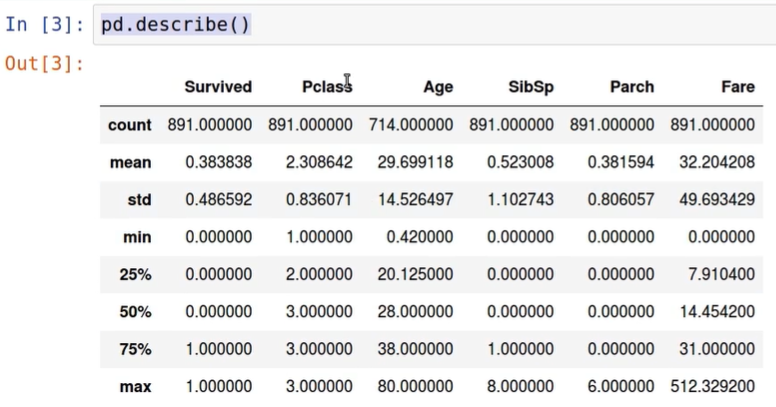 In [3]: pd.describe()
Out[3]:
Survived Pclass Age SibSp Parch Fare
count 891.000000 891.000000 714.000000 891.000000 891.000000 891.000000
mean 0.383838 2.308642 29.699118 0.523008 0.381594 32.204208
std 0.486592 0.836071 14.526497 1.102743 0.806057 49.693429
min 0.000000 1.000000 0.420000 0.000000 0.000000 0.000000
25% 0.000000 2.000000 20.125000 0.000000 0.000000 7.910400
50% 0.000000 3.000000 28.000000 0.000000 0.000000 14.454200
75% 1.000000 3.000000 38.000000 1.000000 0.000000 31.000000
max 1.000000 3.000000 80.000000 8.000000 6.000000 512.329200